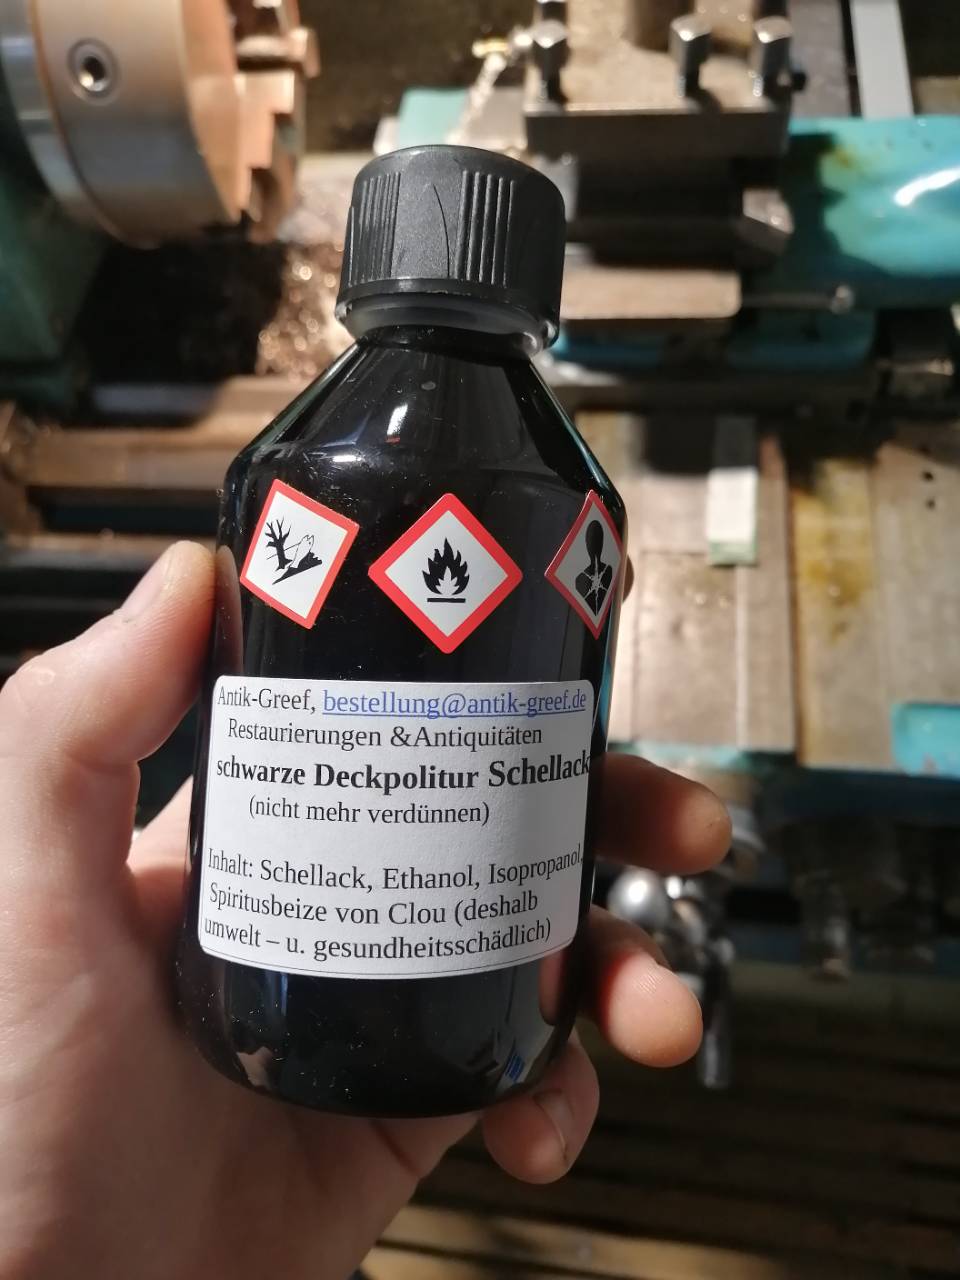 Antik-Greef, bestellung@antik-greef.de
Restaurierungen &Antiquitäten
schwarze Deckpolitur Schellack
(nicht mehr verdünnen)
Inhalt: Schellack, Ethanol, Isopropanol,
Spiritusbeize von Clou (deshalb
umwelt – u. gesundheitsschädlich)